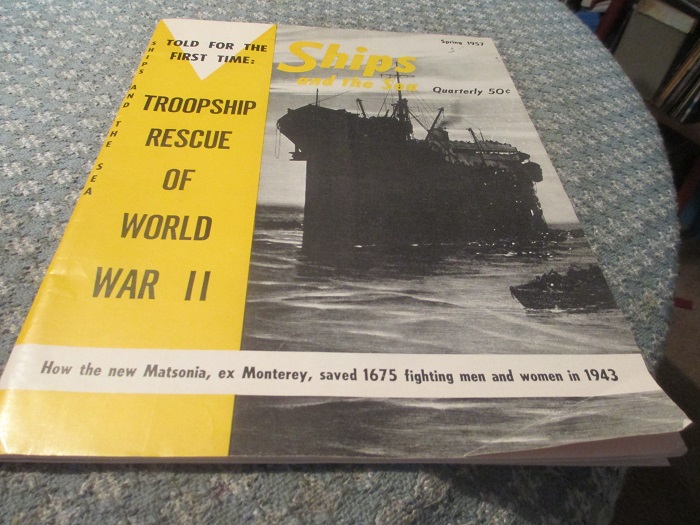 TOLD FOR THE
FIRST TIME:
TROOPSHIP
RESCUE
OF
WORLD
WAR II
SHIPS AND THE SEA
Ships
and the Sea
Spring 1957
Quarterly 50¢
How the new Matsonia, ex Monterey, saved 1675 fighting men and women in 1943